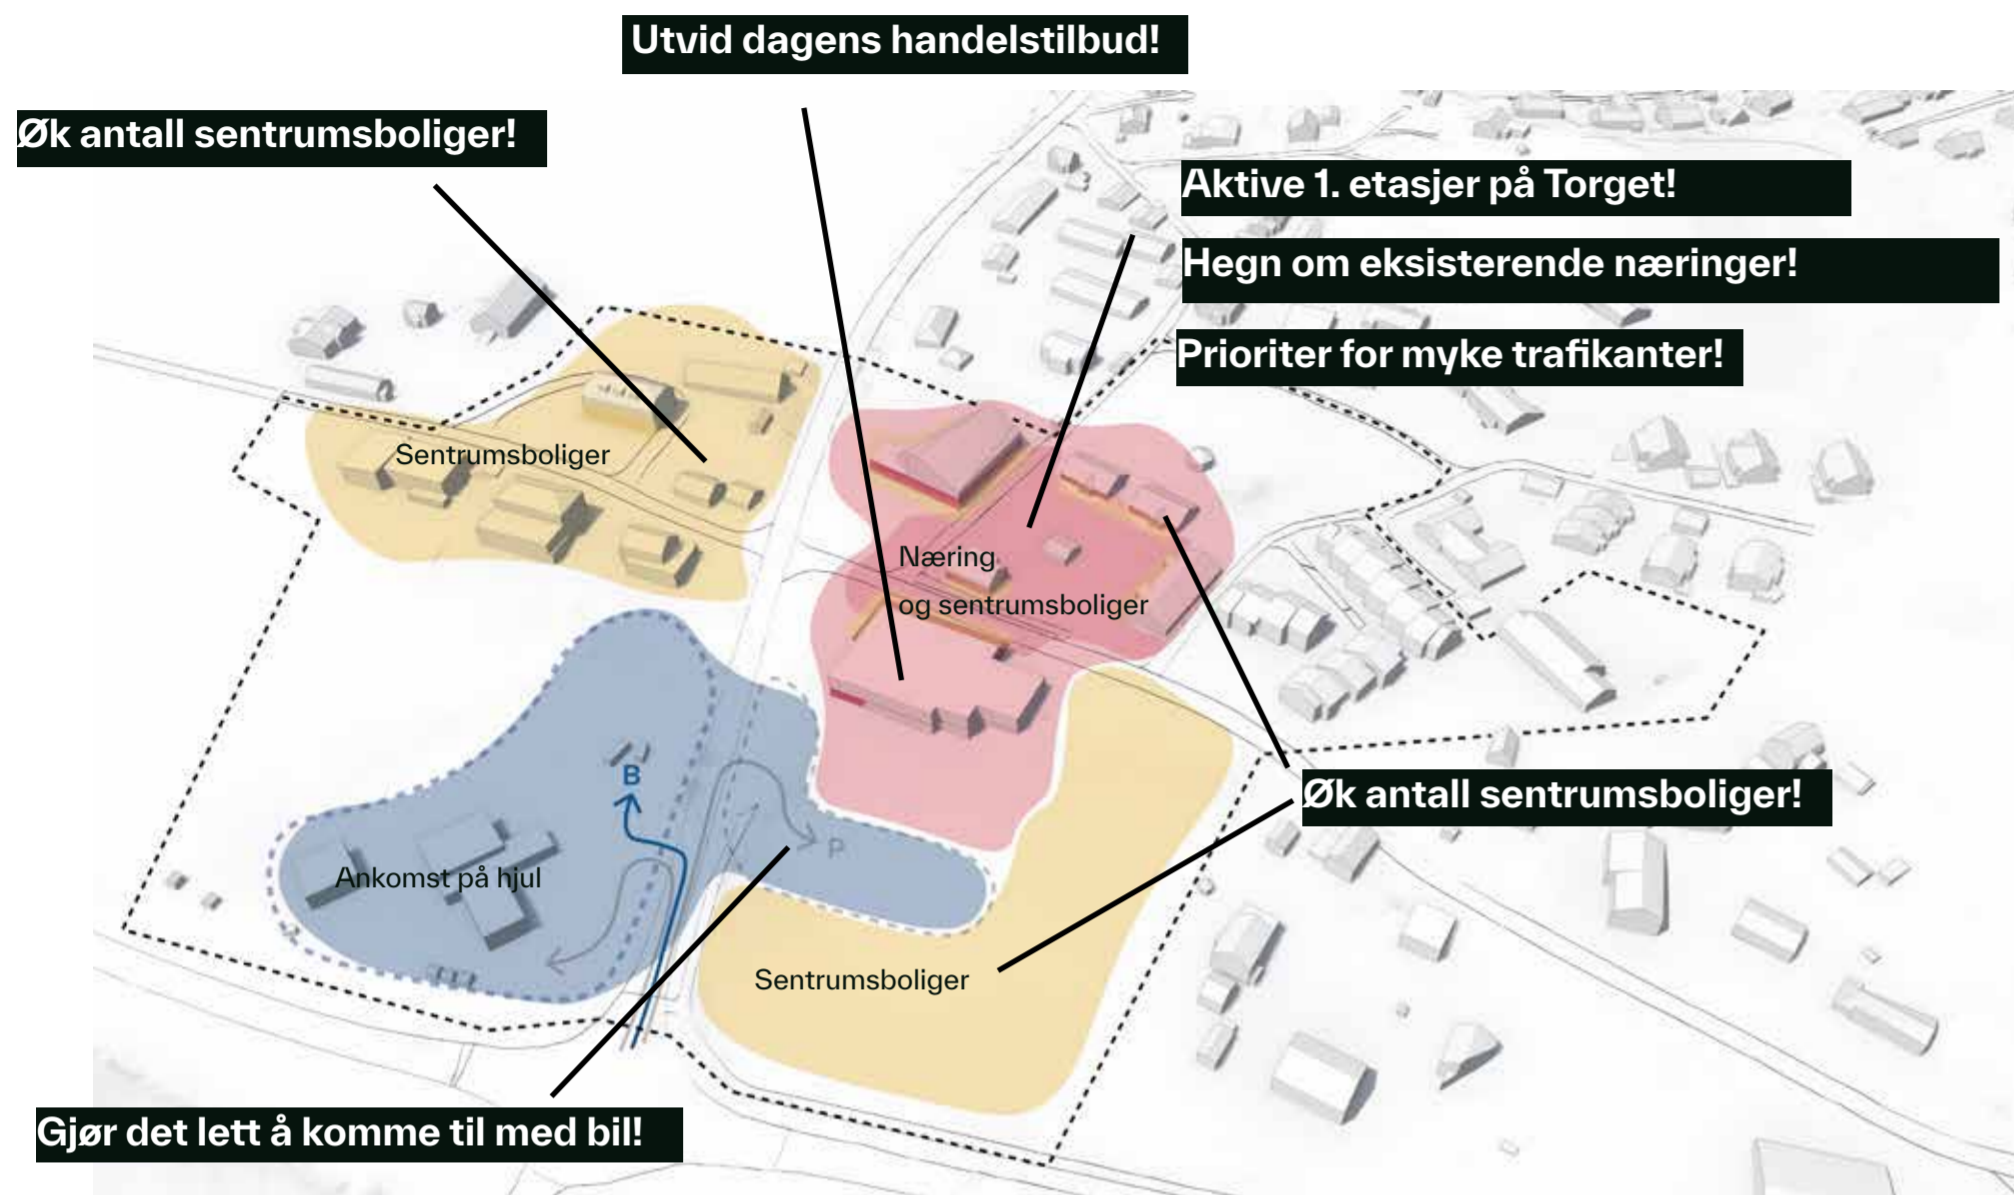 Utvid dagens handelstilbud!
Øk antall sentrumsboliger!
Aktive 1. etasjer på Torget!
Hegn om eksisterende næringer!
Prioriter for myke trafikanter!
Sentrumsboliger
Næring
og sentrumsboliger
B
Øk antall sentrumsboliger!
P
Ankomst på hjul
Sentrumsboliger
Gjør det lett å komme til med bil!